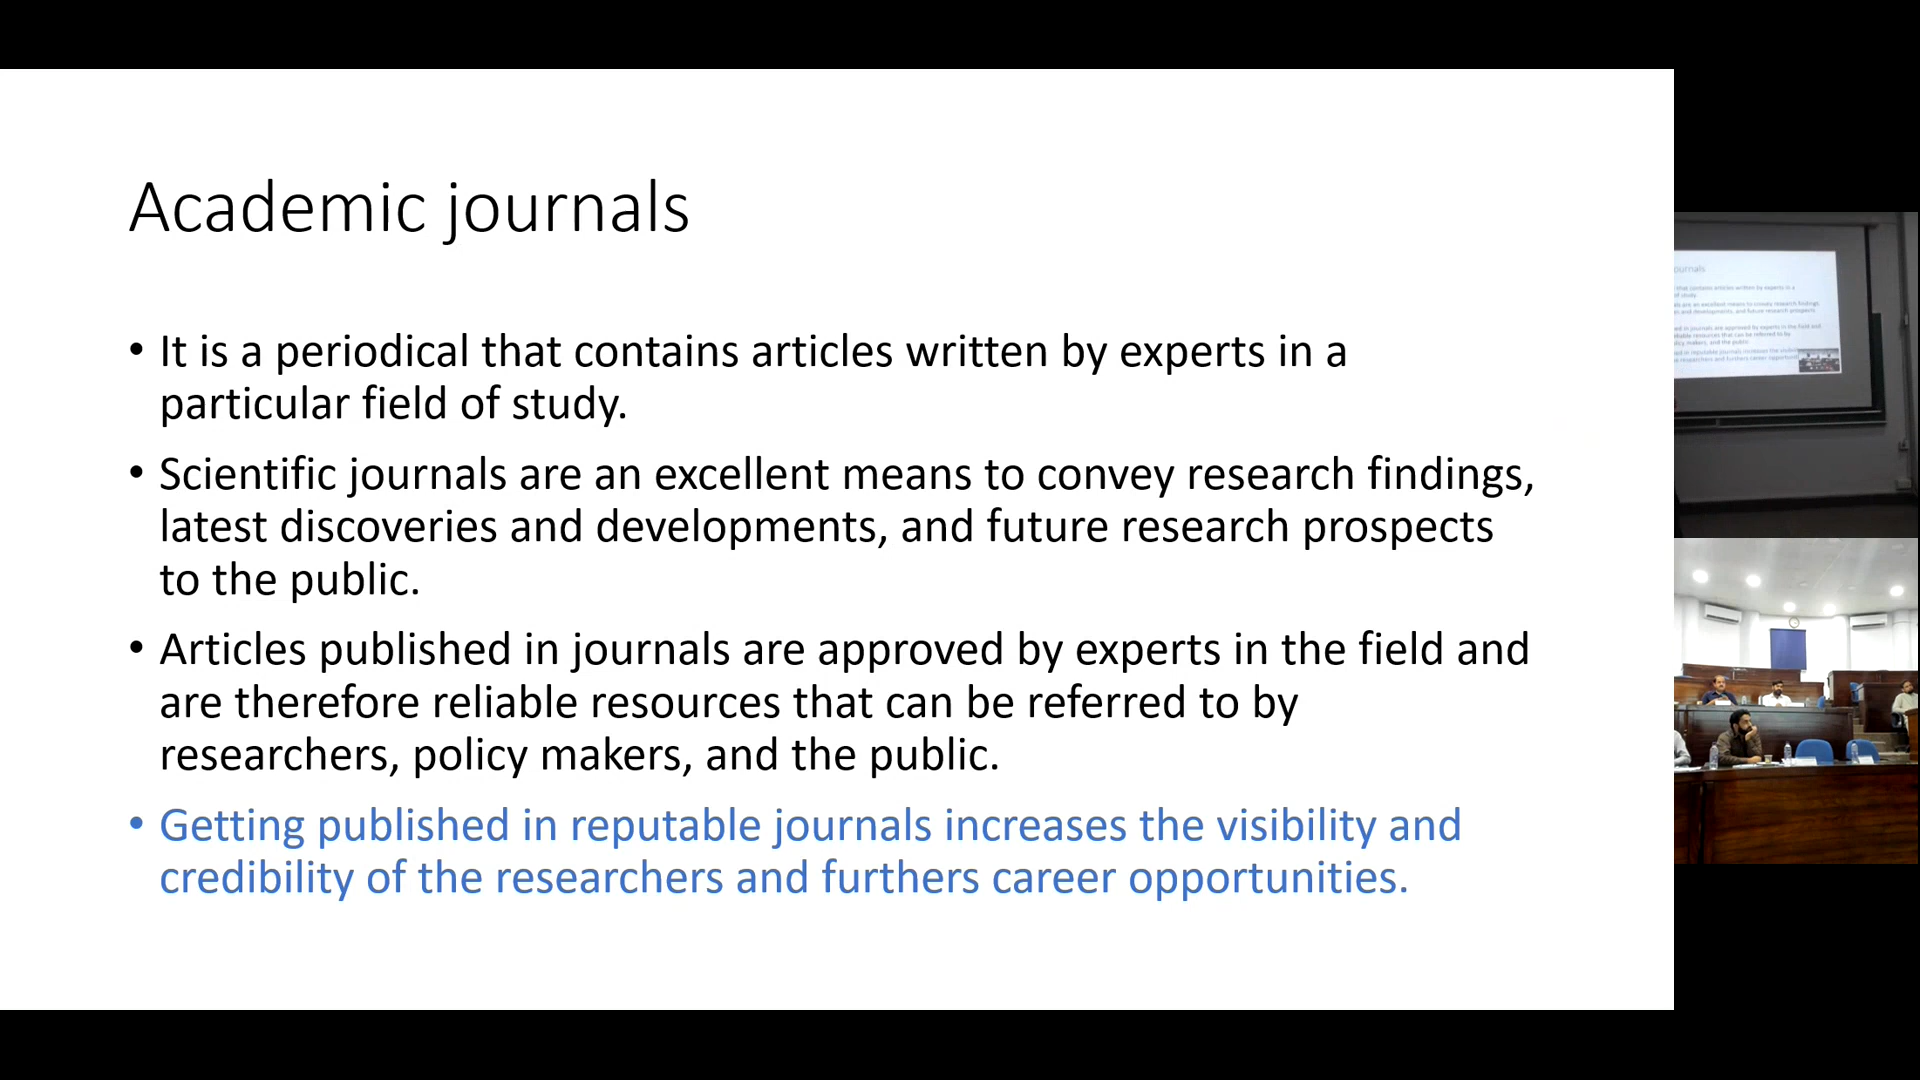 Academic journals
• It is a periodical that contains articles written by experts in a
particular field of study.
• Scientific journals are an excellent means to convey research findings,
latest discoveries and developments, and future research prospects
to the public.
• Articles published in journals are approved by experts in the field and
are therefore reliable resources that can be referred to by
researchers, policy makers, and the public.
• Getting published in reputable journals increases the visibility and
credibility of the researchers and furthers career opportunities.